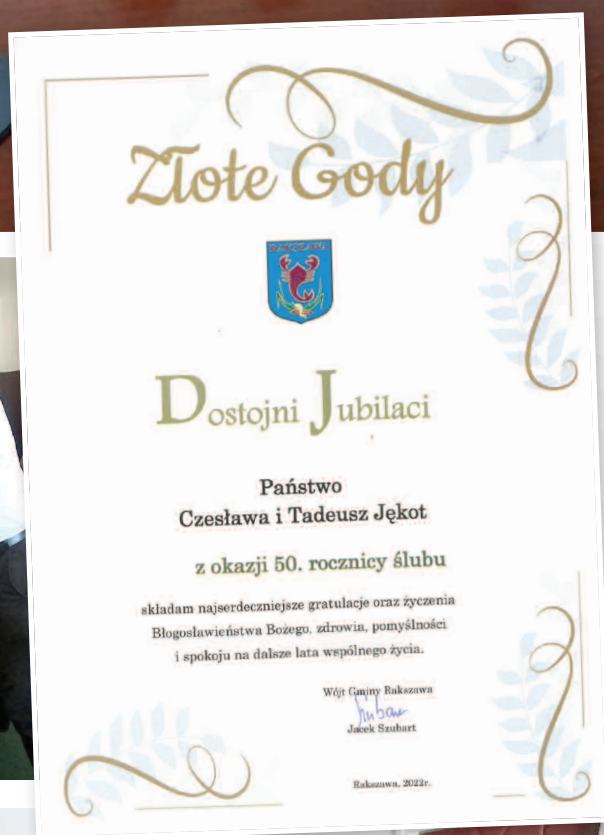 Złote Gody
RAKSZAWA
Dostojni Jubilaci
Państwo
Czesława i Tadeusz Jękot
z okazji 50. rocznicy ślubu
składam najserdeczniejsze gratulacje oraz życzenia
Błogosławieństwa Bożego, zdrowia, pomyślności
i spokoju na dalsze lata wspólnego życia.
Wójt Gminy Rakszawa
Szubart
Jacek Szubart
Rakszawa, 2022r.